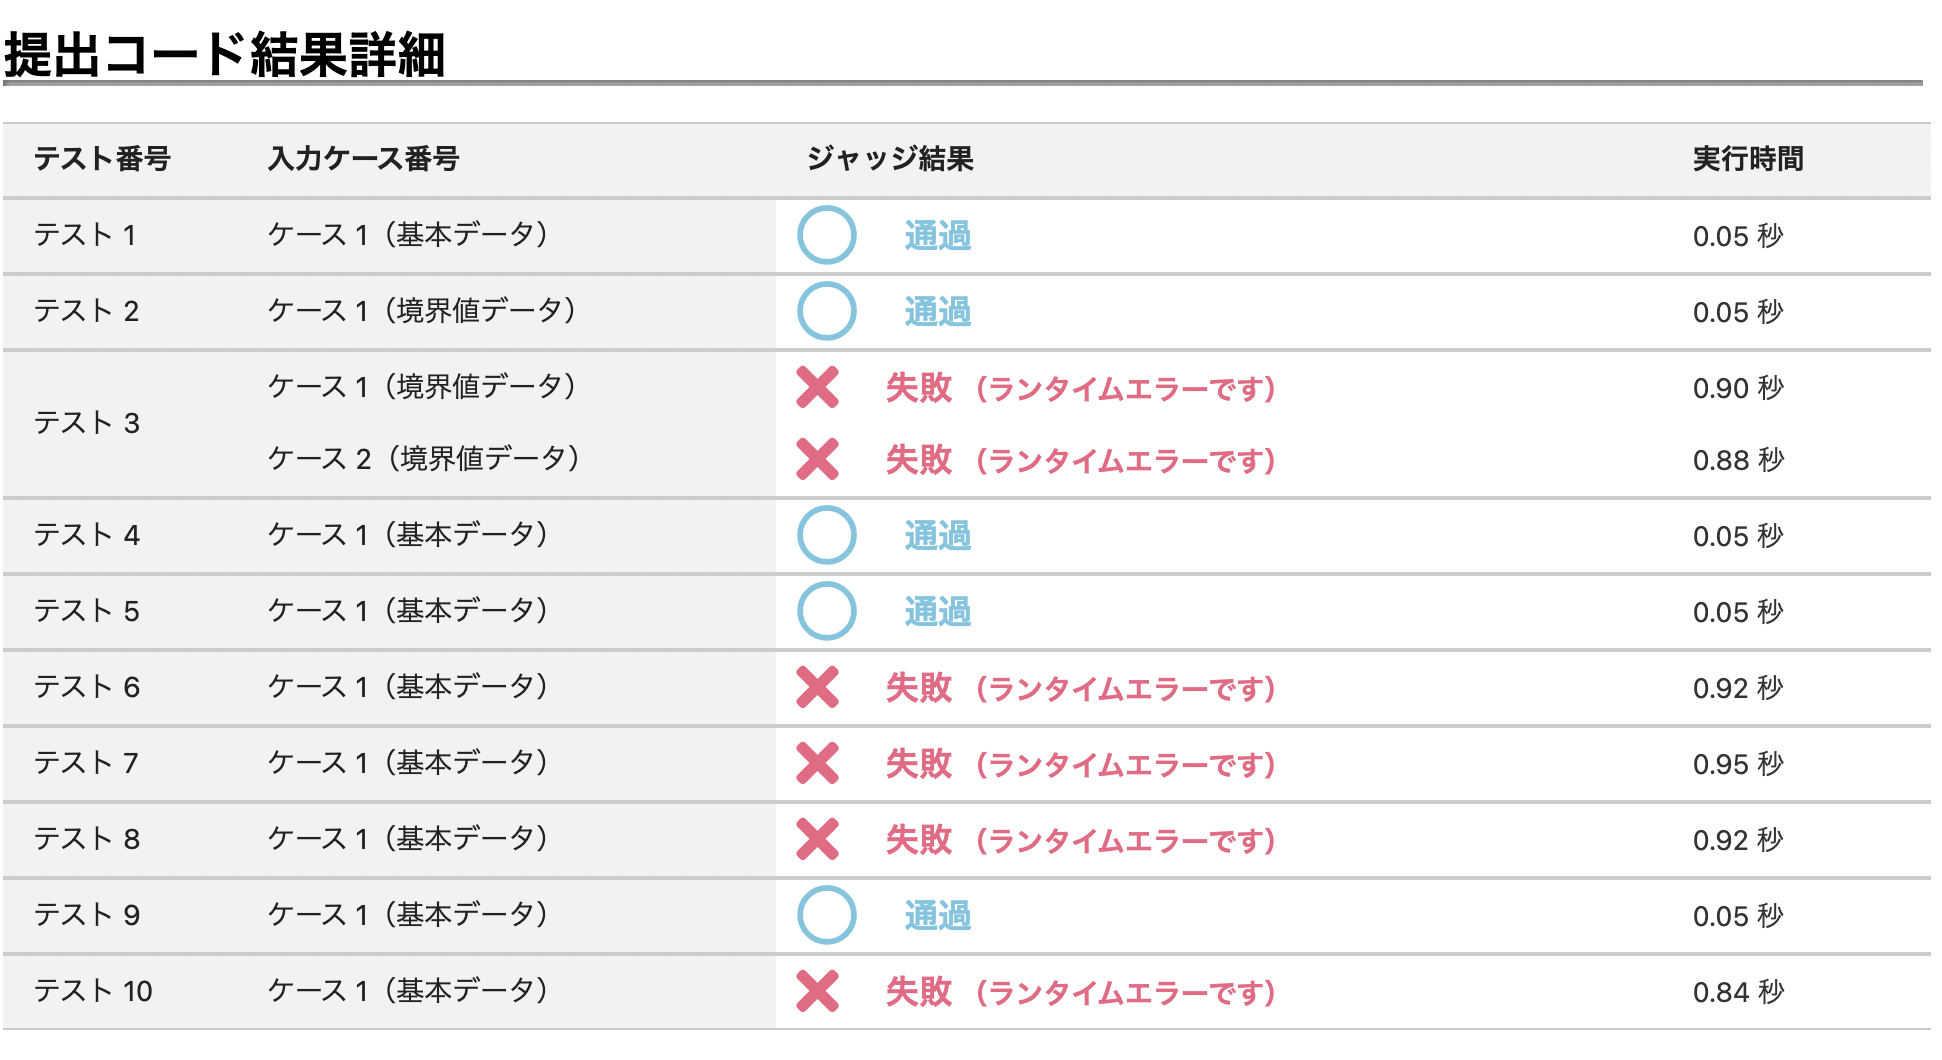 提出コード結果詳細
テスト番号 入力ケース番号 ジャッジ結果 実行時間
テスト 1 ケース 1（基本データ） 通過 0.05 秒
テスト 2 ケース 1（境界値データ） 通過 0.05 秒
ケース 1（境界値データ） 失敗 （ランタイムエラーです） 0.90 秒
テスト 3
ケース 2（境界値データ） 失敗 （ランタイムエラーです） 0.88 秒
テスト 4 ケース 1（基本データ） 通過 0.05 秒
テスト 5 ケース 1（基本データ） 通過 0.05 秒
テスト 6 ケース 1（基本データ） 失敗 （ランタイムエラーです） 0.92 秒
テスト 7 ケース 1（基本データ） 失敗 （ランタイムエラーです） 0.95 秒
テスト 8 ケース 1（基本データ） 失敗 （ランタイムエラーです） 0.92 秒
テスト 9 ケース 1（基本データ） 通過 0.05 秒
テスト 10 ケース 1（基本データ） 失敗 （ランタイムエラーです） 0.84 秒